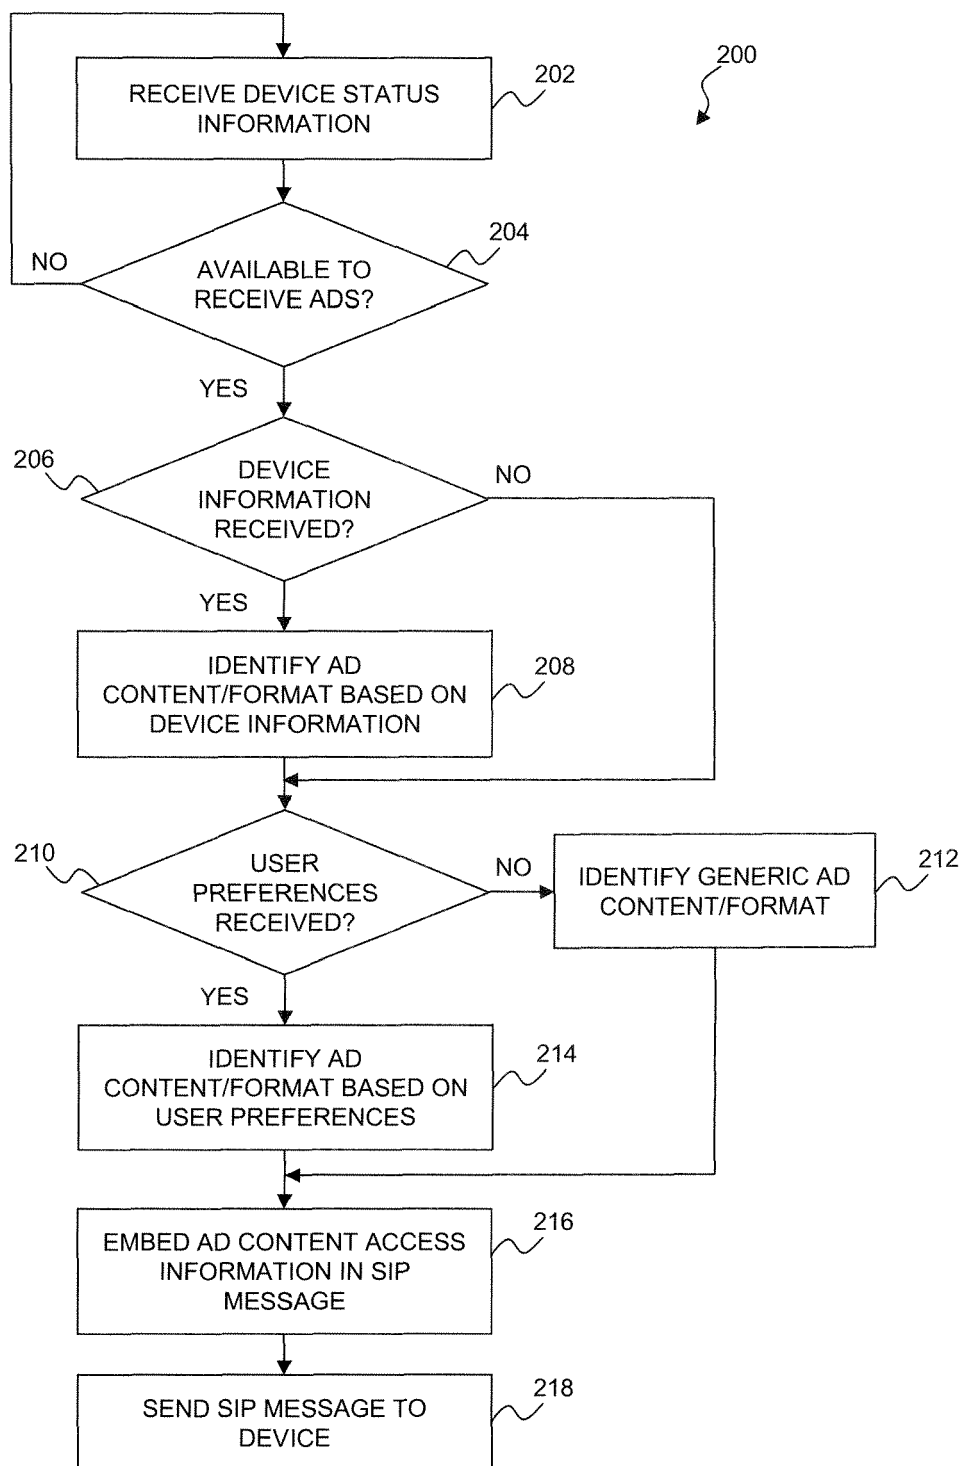 200
RECEIVE DEVICE STATUS
INFORMATION
202
AVAILABLE TO
RECEIVE ADS?
204
NO
YES
206
DEVICE
INFORMATION
RECEIVED?
NO
YES
IDENTIFY AD
CONTENT/FORMAT BASED ON
DEVICE INFORMATION
208
210
USER
PREFERENCES
RECEIVED?
NO
IDENTIFY GENERIC AD
CONTENT/FORMAT
212
YES
IDENTIFY AD
CONTENT/FORMAT BASED ON
USER PREFERENCES
214
EMBED AD CONTENT ACCESS
INFORMATION IN SIP
MESSAGE
216
SEND SIP MESSAGE TO
DEVICE
218